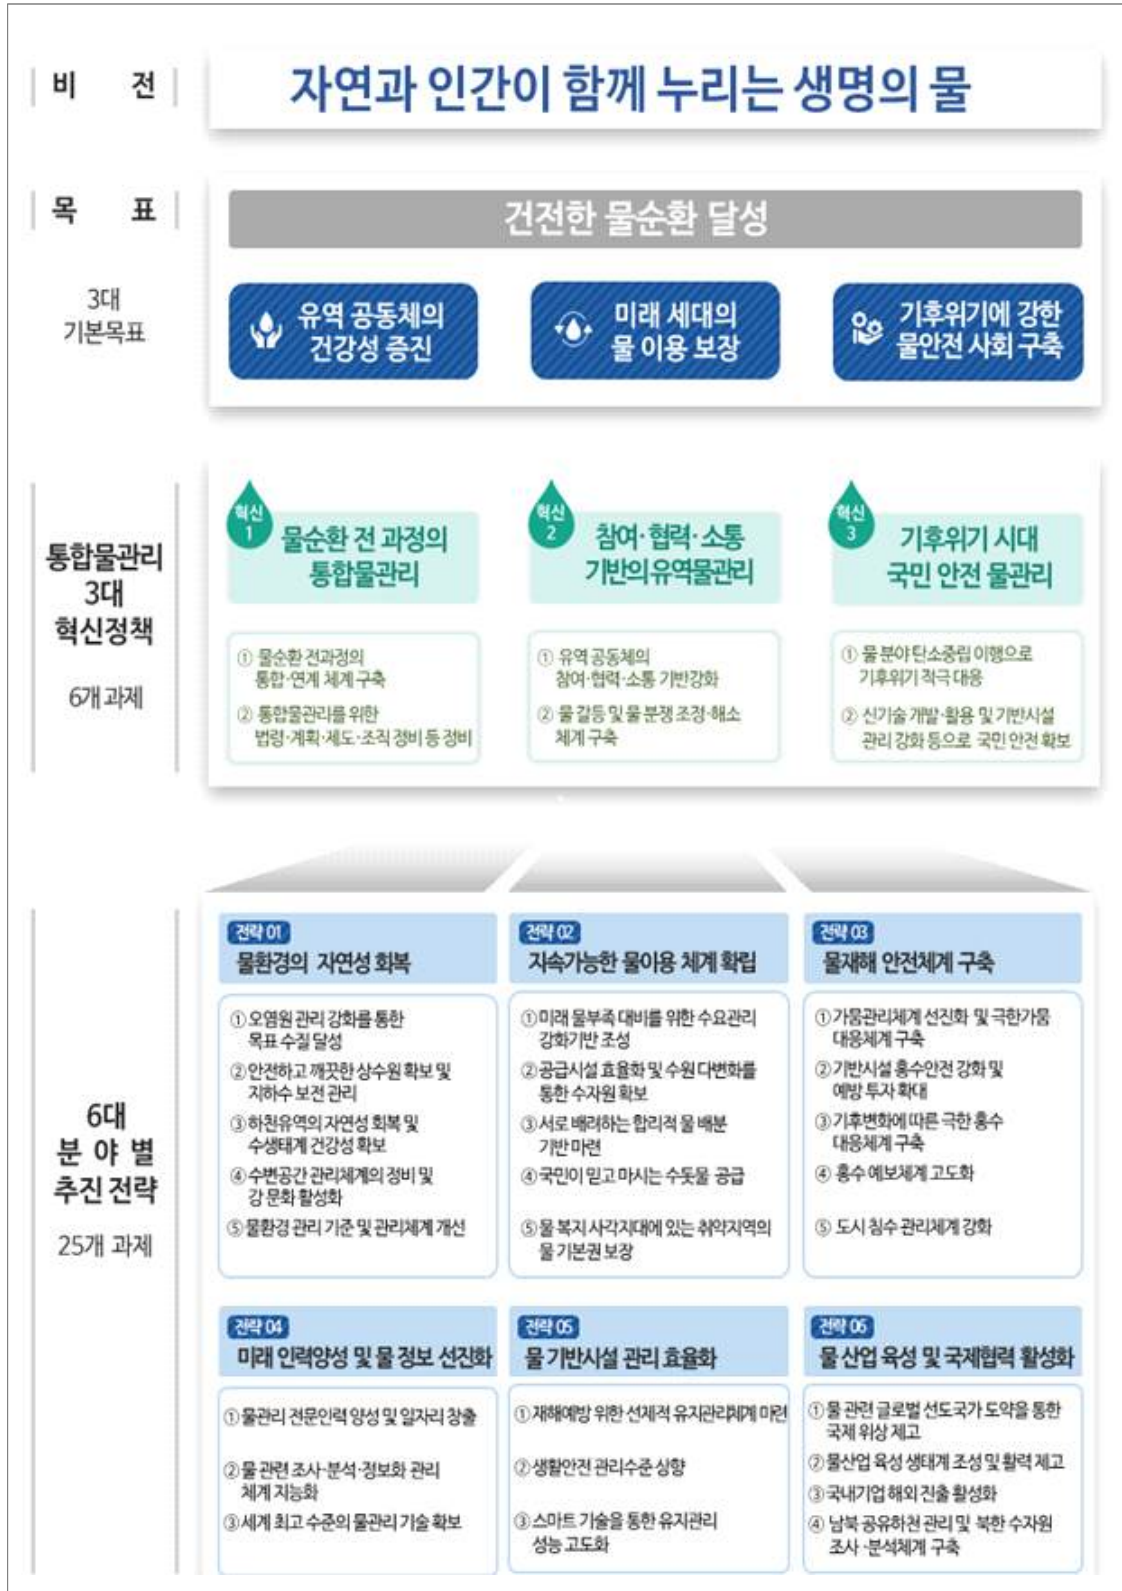 비 전
자연과 인간이 함께 누리는 생명의 물
목 표
건전한 물순환 달성
3대
기본목표
유역 공동체의
건강성 증진
미래 세대의
물 이용 보장
기후위기에 강한
물안전 사회 구축
통합물관리
3대
혁신정책
6개 과제
혁신
1
물순환 전 과정의
통합물관리
① 물순환 전과정의
통합·연계 체계 구축
② 통합물관리를 위한
법령·계획·제도·조직 정비 등 정비
혁신
2
참여·협력·소통
기반의 유역물관리
① 유역 공동체의
참여·협력·소통 기반강화
② 물 갈등 및 물 분쟁 조정·해소
체계 구축
혁신
3
기후위기 시대
국민 안전 물관리
① 물 분야 탄소중립 이행으로
기후위기 적극 대응
② 신기술 개발·활용 및 기반시설
관리 강화 등으로 국민 안전 확보
6대
분 야 별
추진 전략
25개 과제
전략 01
물환경의 자연성 회복
① 오염원 관리 강화를 통한
목표 수질 달성
② 안전하고 깨끗한 상수원 확보 및
지하수 보전 관리
③ 하천유역의 자연성 회복 및
수생태계 건강성 확보
④ 수변공간 관리체계의 정비 및
강 문화 활성화
⑤ 물환경 관리 기준 및 관리체계 개선
전략 02
지속가능한 물이용 체계 확립
① 미래 물부족 대비를 위한 수요관리
강화기반 조성
② 공급시설 효율화 및 수원 다변화를
통한 수자원 확보
③ 서로 배려하는 합리적 물 배분
기반 마련
④ 국민이 믿고 마시는 수돗물 공급
⑤ 물 복지 사각지대에 있는 취약지역의
물 기본권 보장
전략 03
물재해 안전체계 구축
① 가뭄관리체계 선진화 및 극한가뭄
대응체계 구축
② 기반시설 홍수안전 강화 및
예방 투자 확대
③ 기후변화에 따른 극한 홍수
대응체계 구축
④ 홍수 예보체계 고도화
⑤ 도시 침수 관리체계 강화
전략 04
미래 인력양성 및 물 정보 선진화
① 물관리 전문인력 양성 및 일자리 창출
② 물 관련 조사·분석·정보화 관리
체계 지능화
③ 세계 최고 수준의 물관리 기술 확보
전략 05
물 기반시설 관리 효율화
① 재해예방 위한 선제적 유지관리체계 마련
② 생활안전 관리수준 상향
③ 스마트 기술을 통한 유지관리
성능 고도화
전략 06
물 산업 육성 및 국제협력 활성화
① 물 관련 글로벌 선도국가 도약을 통한
국제 위상 제고
② 물산업 육성 생태계 조성 및 활력 제고
③ 국내기업 해외 진출 활성화
④ 남북 공유하천 관리 및 북한 수자원
조사·분석체계 구축